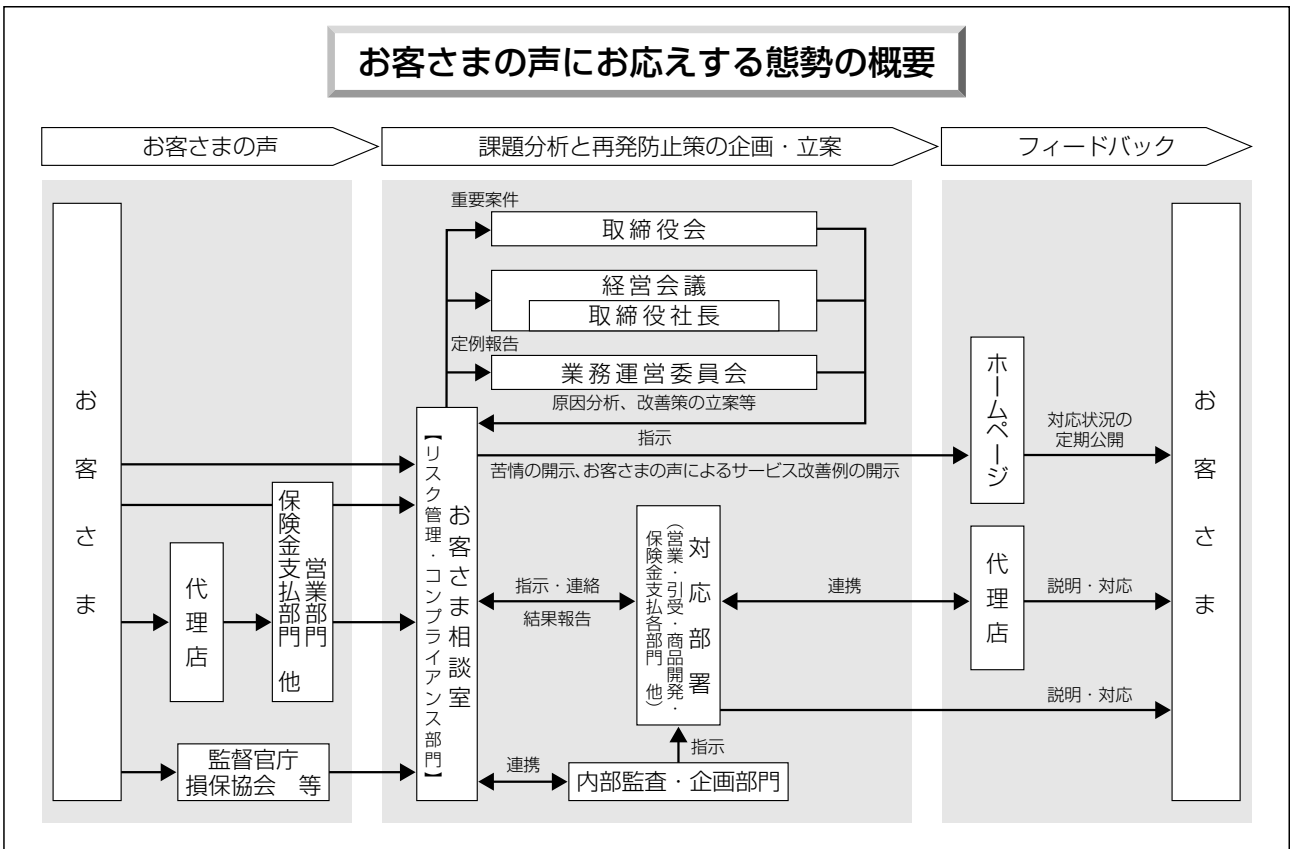 お客さまの声にお応えする態勢の概要
お客さまの声
課題分析と再発防止策の企画・立案
フィードバック
お客さま
代理店
営業部門
保険金支払部門　他
監督官庁
損保協会　等
重要案件
取締役会
経営会議
取締役社長
定例報告
業務運営委員会
原因分析、改善策の立案等
指示
苦情の開示、お客さまの声によるサービス改善例の開示
お客さま相談室
【リスク管理・コンプライアンス部門】
指示・連絡
結果報告
対応部署
（営業・引受・商品開発・
保険金支払各部門　他）
連携
指示
連携
内部監査・企画部門
ホームページ
対応状況の
定期公開
代理店
説明・対応
説明・対応
お客さま